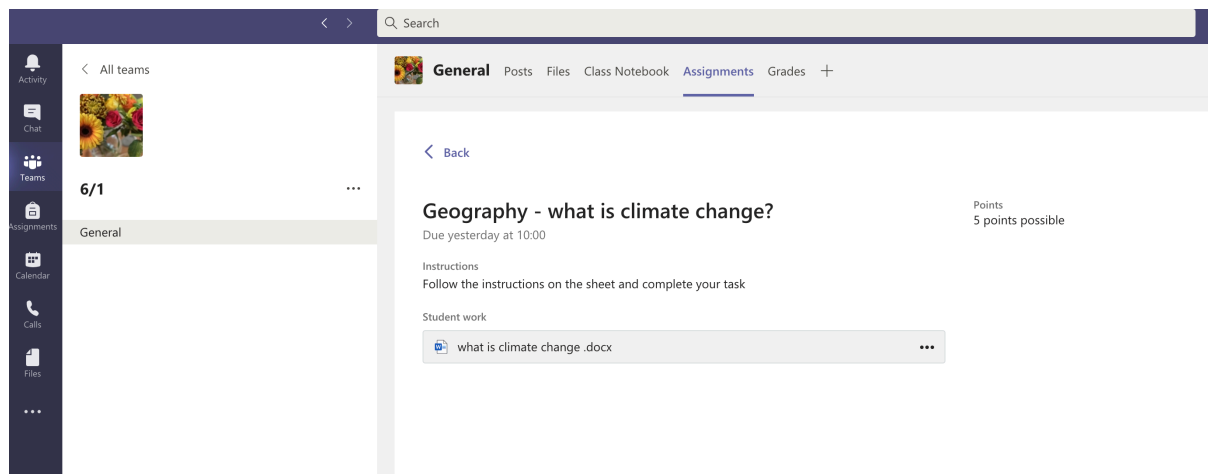 Search
Activity
Chat
Teams
Assignments
Calendar
Calls
Files
All teams
6/1
General
General Posts Files Class Notebook Assignments Grades
Back
Geography - what is climate change?
Due yesterday at 10:00
Points
5 points possible
Instructions
Follow the instructions on the sheet and complete your task
Student work
what is climate change .docx